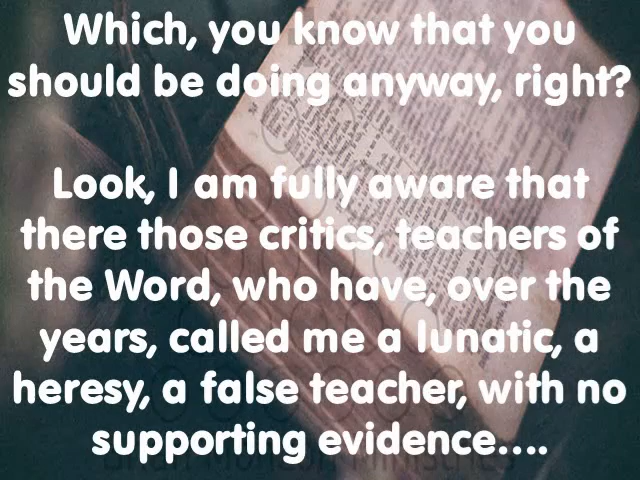 Which, you know that you
should be doing anyway, right?
Look, I am fully aware that
there those critics, teachers of
the Word, who have, over the
years, called me a lunatic, a
heresy, a false teacher, with no
supporting evidence....